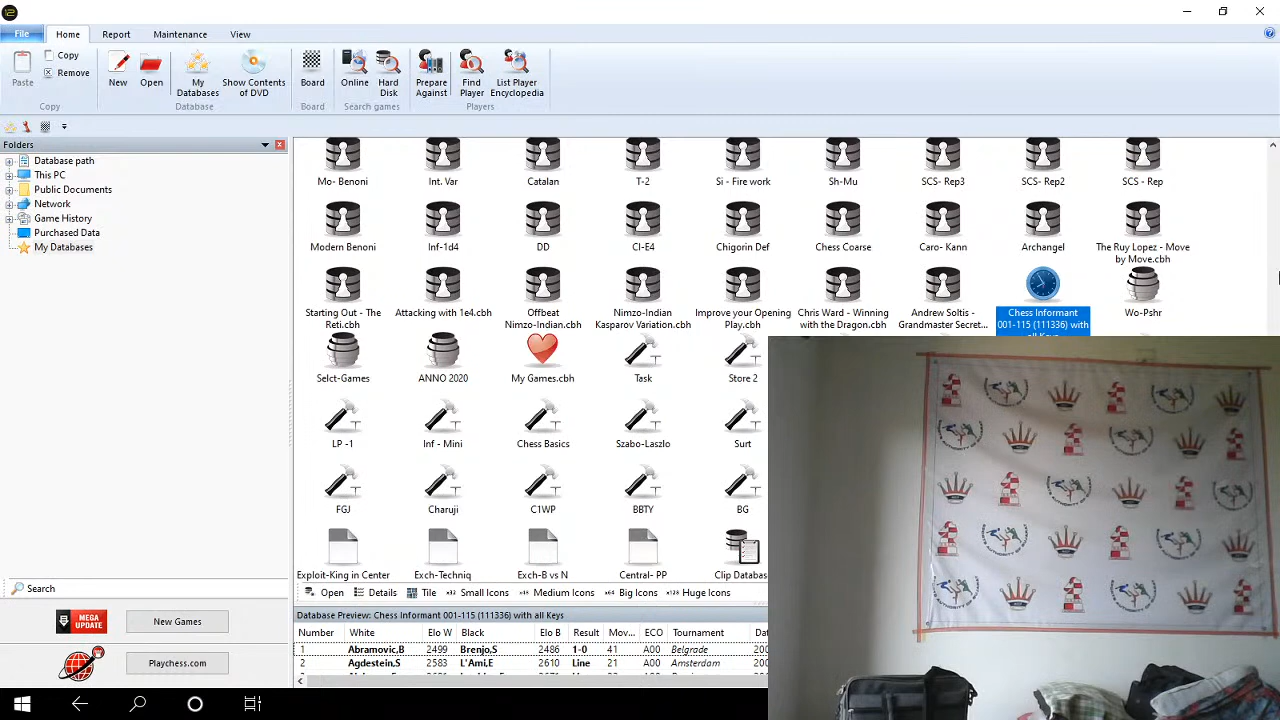 File Home Report Maintenance View
Paste Copy Remove New Open My Databases Show Contents of DVD Board Online Hard Disk Prepare Against Find Player List Player Encyclopedia
Copy Database Board Search games Players
Folders
Database path
This PC
Public Documents
Network
Game History
Purchased Data
My Databases
Mo- Benoni Int. Var Catalan T-2 Si - Fire work Sh-Mu SCS- Rep3 SCS- Rep2 SCS - Rep
Modern Benoni Inf-1d4 DD CI-E4 Chigorin Def Chess Coarse Caro- Kann Archangel The Ruy Lopez - Move by Move.cbh
Starting Out - The Reti.cbh Attacking with 1e4.cbh Offbeat Nimzo-Indian.cbh Nimzo-Indian Kasparov Variation.cbh Improve your Opening Play.cbh Chris Ward - Winning with the Dragon.cbh Andrew Soltis - Grandmaster Secret... Chess Informant 001-115 (111336) with all Keys Wo-Pshr
Selct-Games ANNO 2020 My Games.cbh Task Store 2
LP -1 Inf - Mini Chess Basics Szabo-Laszlo Surt
FGJ Charuji C1WP BBTY BG
Exploit-King in Center Exch-Techniq Exch-B vs N Central- PP Clip Databas
Search
Open Details Tile x32 Small Icons x48 Medium Icons x64 Big Icons x128 Huge Icons
MEGA UPDATE New Games
Playchess.com
Database Preview: Chess Informant 001-115 (111336) with all Keys
Number White Elo W Black Elo B Result Mov... ECO Tournament Dat
1 Abramovic,B 2499 Brenjo,S 2486 1-0 41 A00 Belgrade 200
2 Agdestein,S 2583 L'Ami,E 2610 Line 21 A00 Amsterdam 200